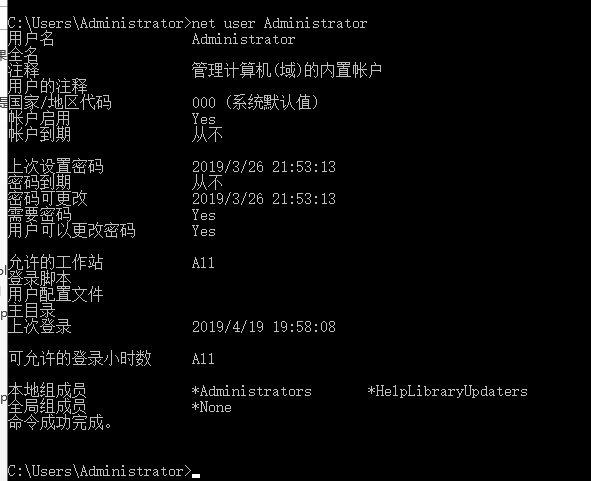 C:\Users\Administrator>net user Administrator
用户名 Administrator
全名
注释 管理计算机(域)的内置帐户
用户的注释
国家/地区代码 000 (系统默认值)
帐户启用 Yes
帐户到期 从不
上次设置密码 2019/3/26 21:53:13
密码到期 从不
密码可更改 2019/3/26 21:53:13
需要密码 Yes
用户可以更改密码 Yes
允许的工作站 All
登录脚本
用户配置文件
主目录
上次登录 2019/4/19 19:58:08
可允许的登录小时数 All
本地组成员 *Administrators *HelpLibraryUpdaters
全局组成员 *None
命令成功完成。
C:\Users\Administrator>